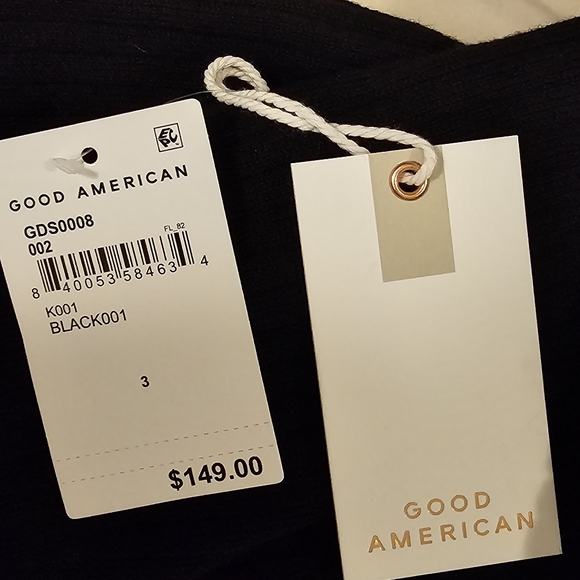 GOOD AMERICAN
GDS0008
002
FL_82
8 40053 58463 4
K001
BLACK001
3
$149.00
GOOD
AMERICAN